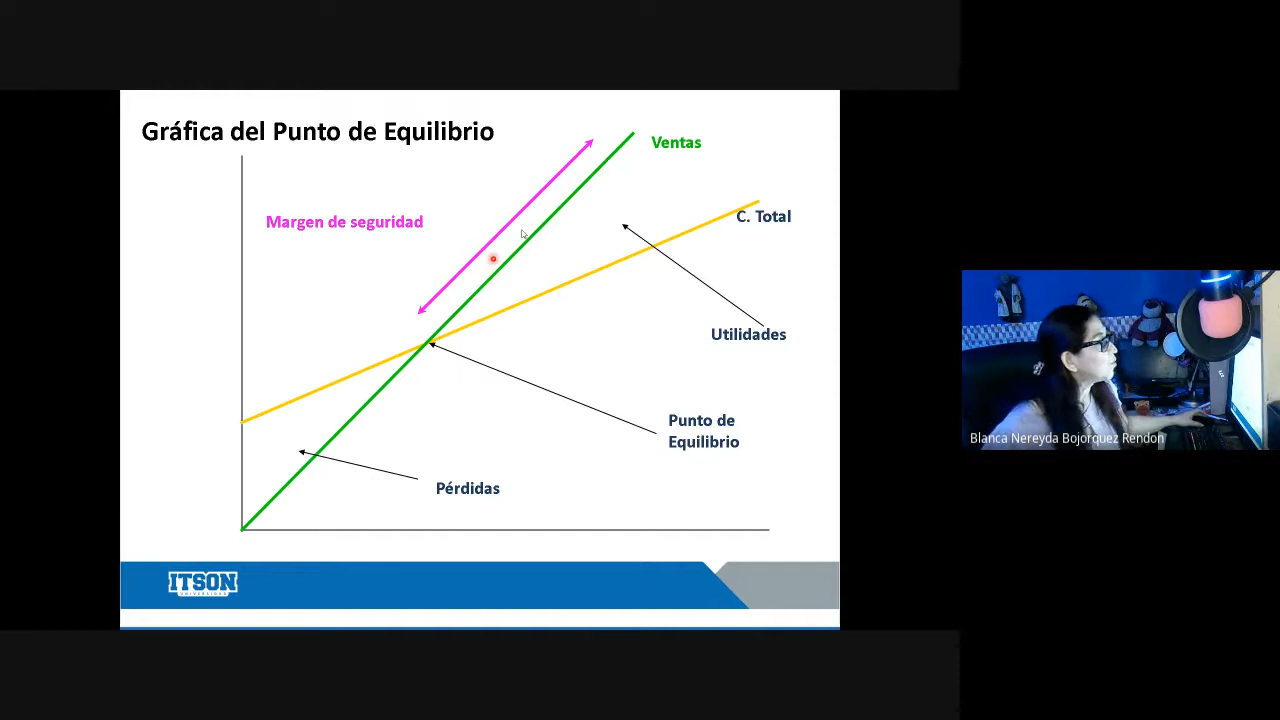 Gráfica del Punto de Equilibrio
Ventas
Margen de seguridad
C. Total
Utilidades
Punto de
Equilibrio
Pérdidas
ITSON
UNIVERSIDAD
Blanca Nereyda Bojorquez Rendon